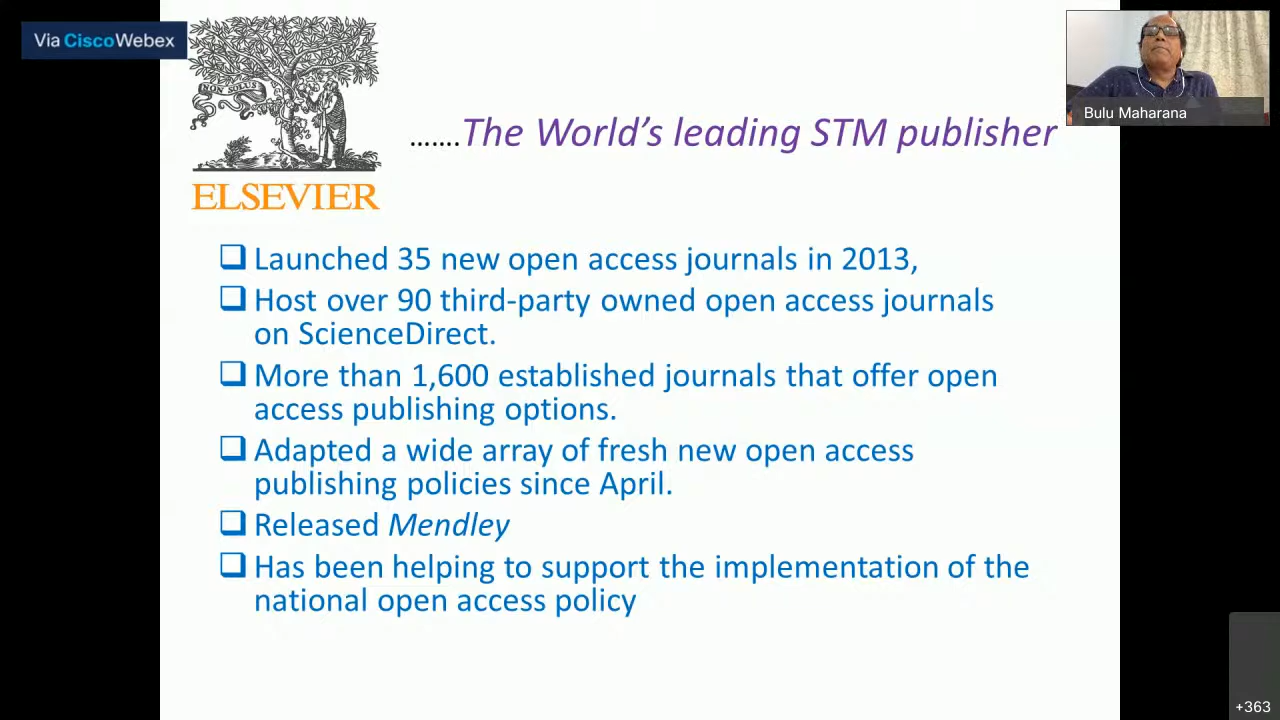 Via CiscoWebex
NON SOLUS
ELSEVIER
.......The World's leading STM publisher
Bulu Maharana
❑ Launched 35 new open access journals in 2013,
❑ Host over 90 third-party owned open access journals
on ScienceDirect.
❑ More than 1,600 established journals that offer open
access publishing options.
❑ Adapted a wide array of fresh new open access
publishing policies since April.
❑ Released Mendley
❑ Has been helping to support the implementation of the
national open access policy
+363